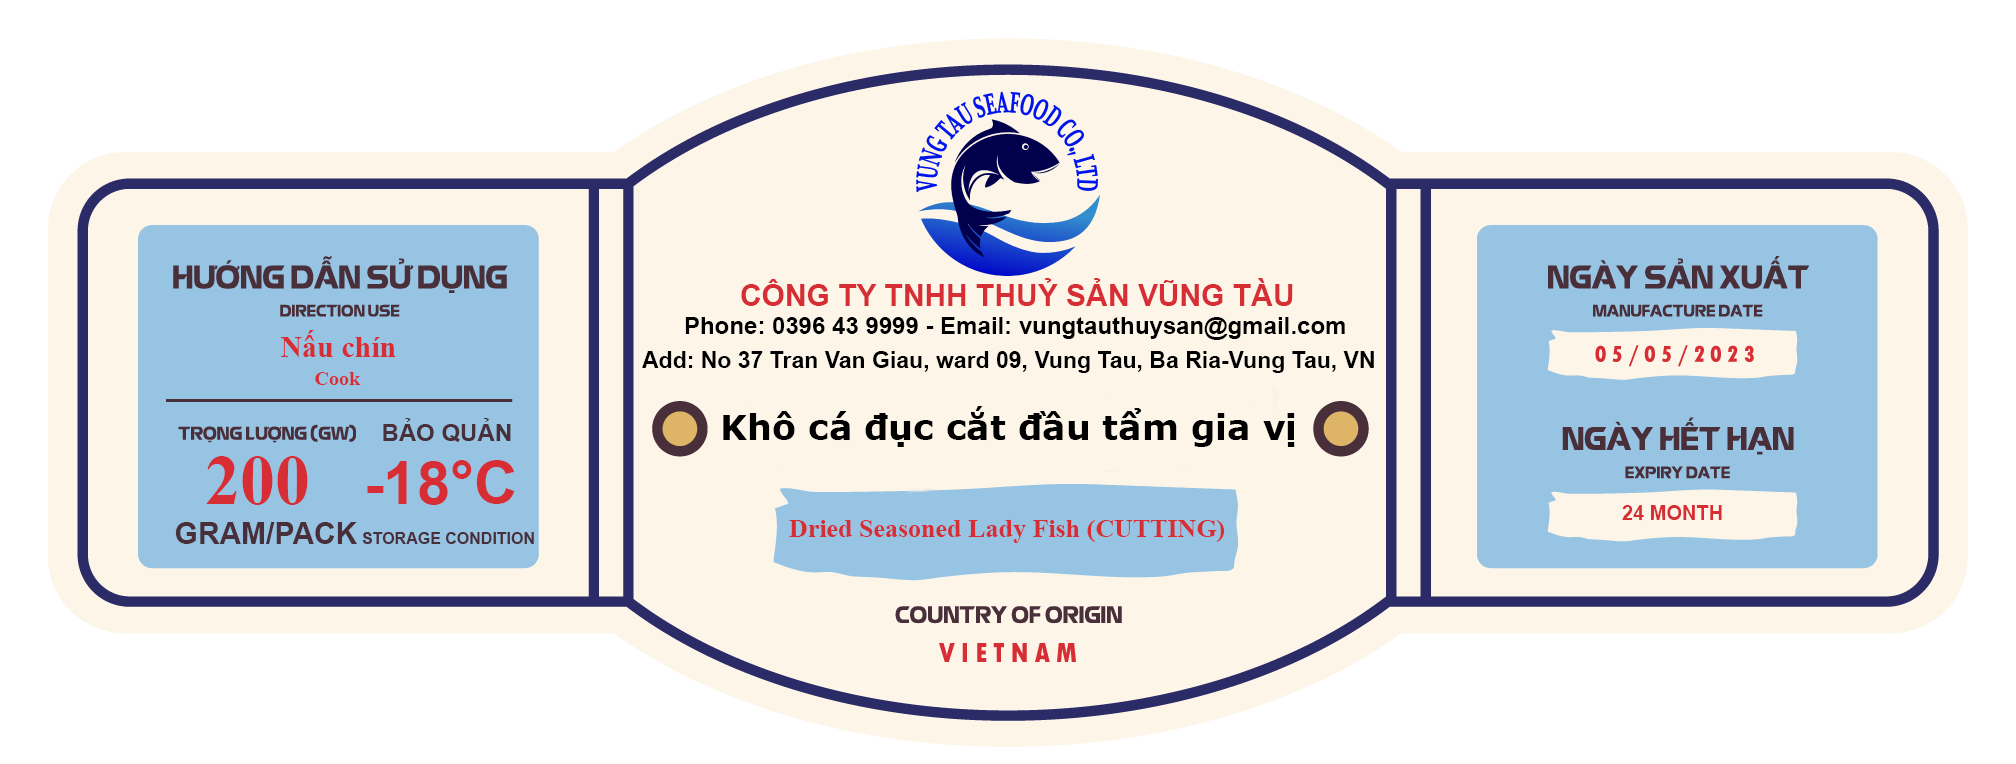 HƯỚNG DẪN SỬ DỤNG
DIRECTION USE
Nấu chín
Cook
TRỌNG LƯỢNG (GW)
200
GRAM/PACK
BẢO QUẢN
-18°C
STORAGE CONDITION
VUNG TAU SEAFOOD CO., LTD
CÔNG TY TNHH THUỶ SẢN VŨNG TÀU
Phone: 0396 43 9999 - Email: vungtauthuysan@gmail.com
Add: No 37 Tran Van Giau, ward 09, Vung Tau, Ba Ria-Vung Tau, VN
Khô cá đục cắt đầu tẩm gia vị
Dried Seasoned Lady Fish (CUTTING)
COUNTRY OF ORIGIN
VIETNAM
NGÀY SẢN XUẤT
MANUFACTURE DATE
05/05/2023
NGÀY HẾT HẠN
EXPIRY DATE
24 MONTH